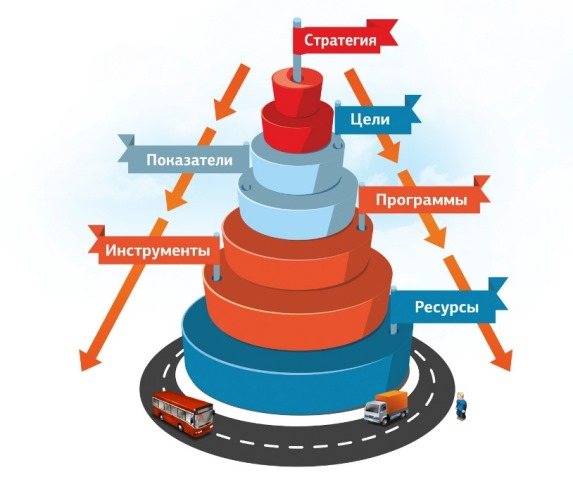 Стратегия
Цели
Показатели
Программы
Инструменты
Ресурсы